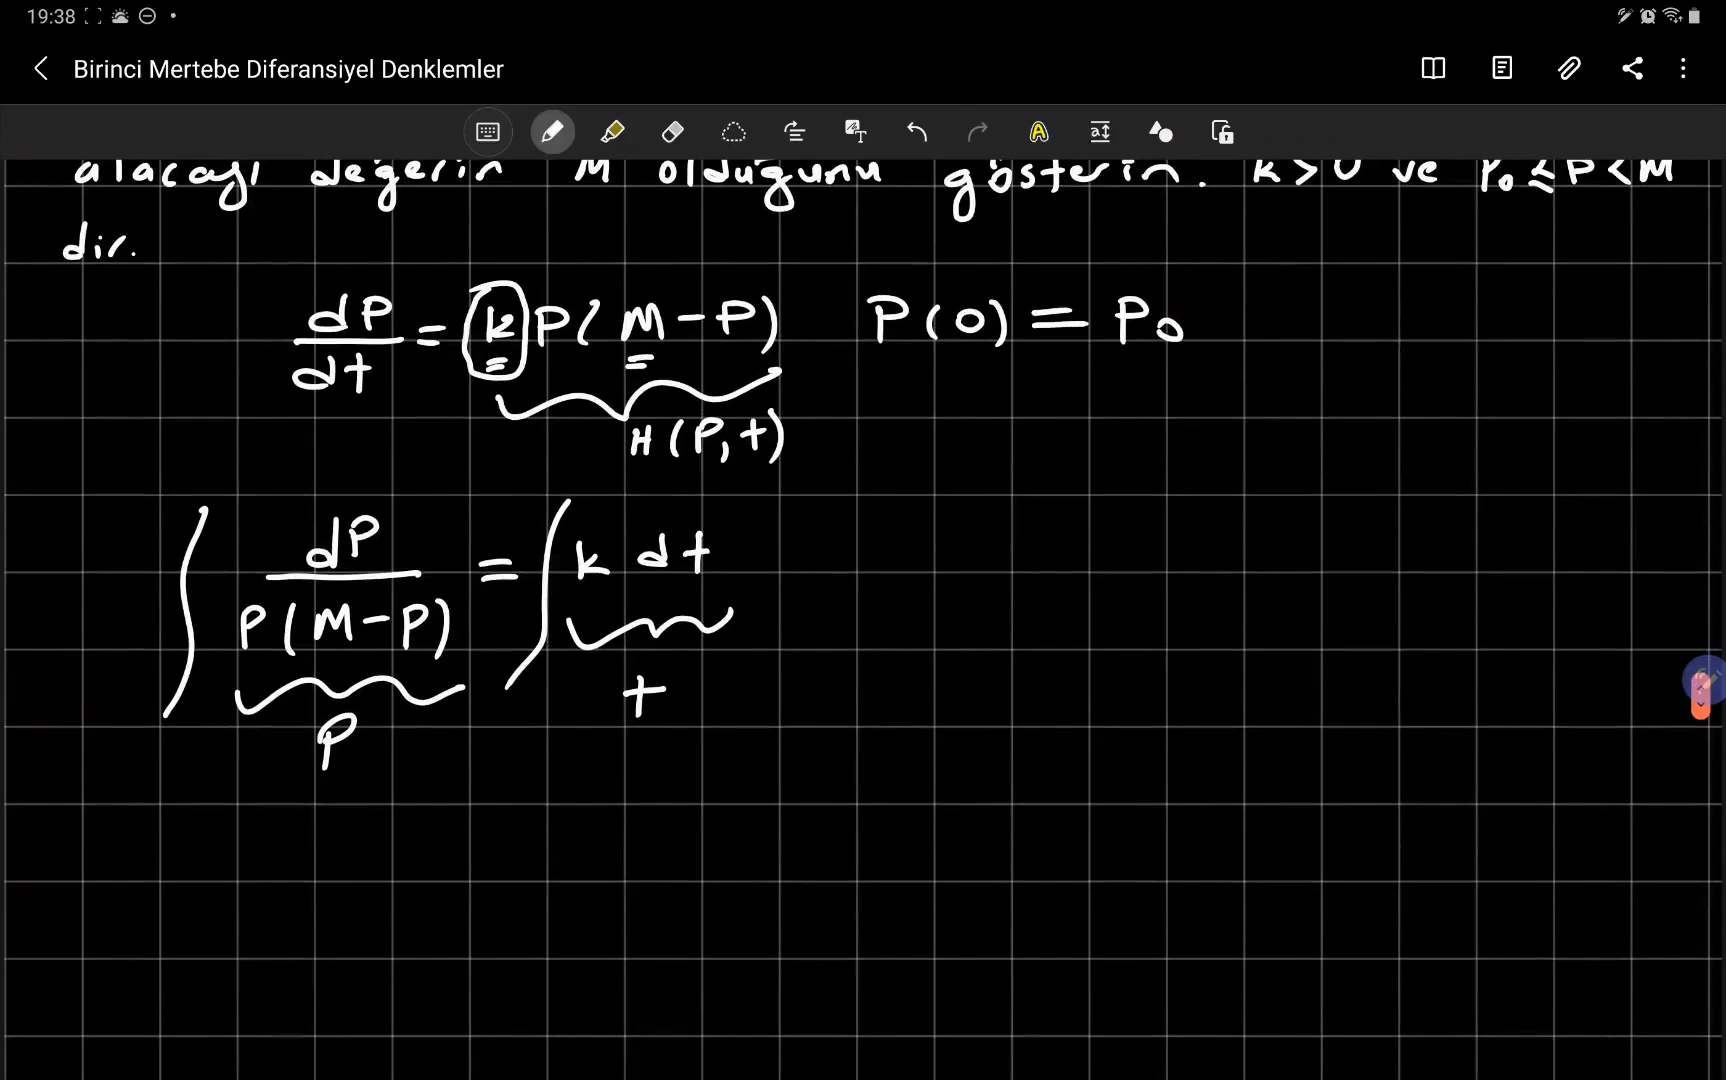 19:38
Birinci Mertebe Diferansiyel Denklemler
alacağı değerin M olduğunu gösterin. k>0 ve P₀≤P<M
dir.
dP/dt = k P(M-P) P(0) = P₀
H(P,t)
∫ dP/P(M-P) = ∫ k dt
P t